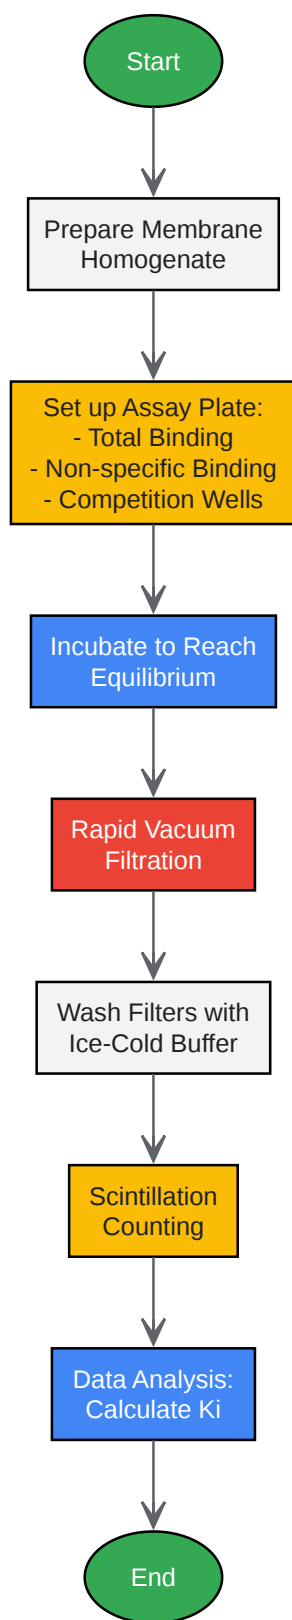 Start
Prepare Membrane
Homogenate
Set up Assay Plate:
- Total Binding
- Non-specific Binding
- Competition Wells
Incubate to Reach
Equilibrium
Rapid Vacuum
Filtration
Wash Filters with
Ice-Cold Buffer
Scintillation
Counting
Data Analysis:
Calculate Ki
End